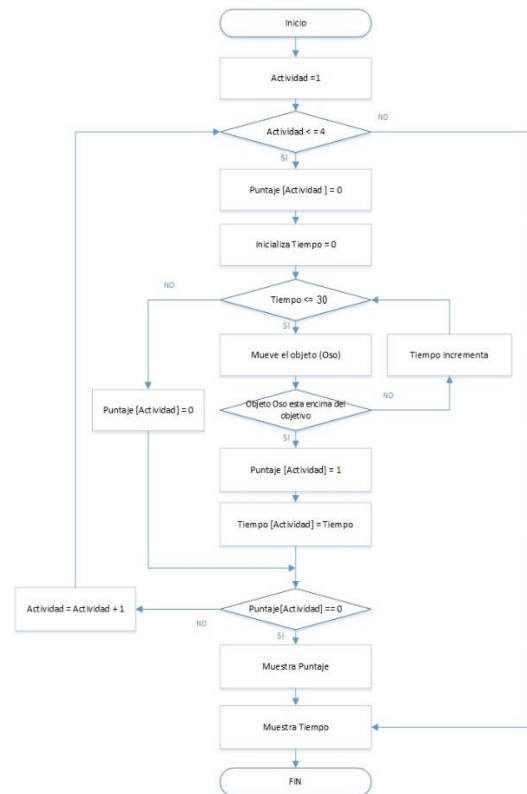 Inicio
Actividad =1
Actividad < = 4
NO
SI
Puntaje [Actividad ] = 0
Inicializa Tiempo = 0
NO
Tiempo <= 30
SI
Mueve el objeto (Oso)
Tiempo incrementa
Puntaje [Actividad] = 0
Objeto Oso esta encima del
objetivo
NO
SI
Puntaje [Actividad] = 1
Tiempo [Actividad] = Tiempo
Actividad = Actividad + 1
Puntaje[Actividad] == 0
NO
SI
Muestra Puntaje
Muestra Tiempo
FIN